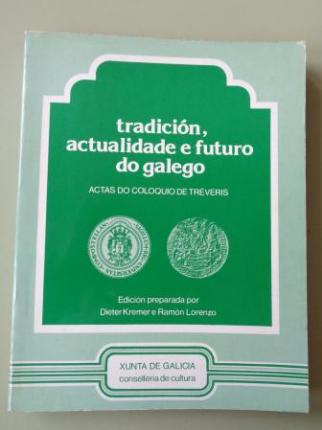 tradición,
actualidade e futuro
do galego
ACTAS DO COLOQUIO DE TRÉVERIS
Edición preparada por
Dieter Kremer e Ramón Lorenzo
XUNTA DE GALICIA
consellería de cultura